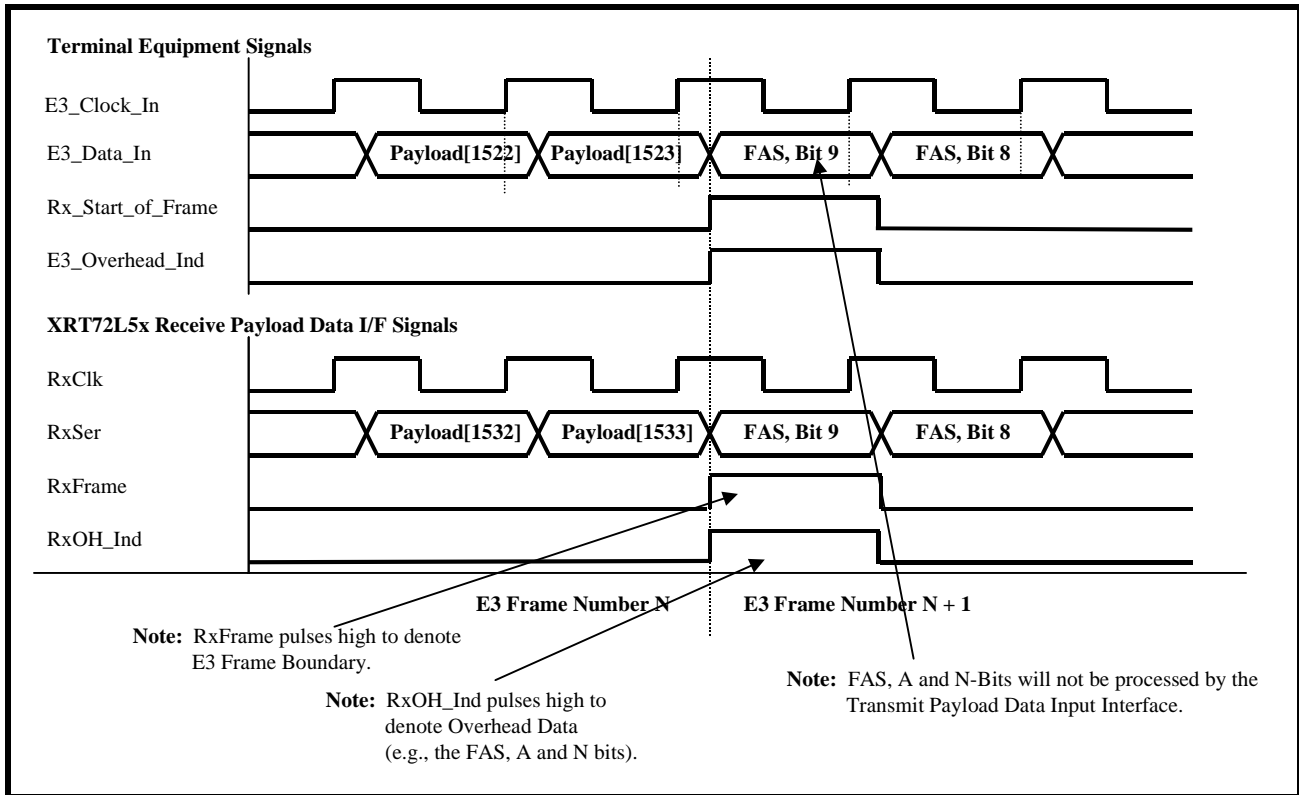 Terminal Equipment Signals
E3_Clock_In
E3_Data_In
Payload[1522]
Payload[1523]
FAS, Bit 9
FAS, Bit 8
Rx_Start_of_Frame
E3_Overhead_Ind
XRT72L5x Receive Payload Data I/F Signals
RxClk
RxSer
Payload[1532]
Payload[1533]
FAS, Bit 9
FAS, Bit 8
RxFrame
RxOH_Ind
E3 Frame Number N
E3 Frame Number N + 1
Note: RxFrame pulses high to denote
E3 Frame Boundary.
Note: RxOH_Ind pulses high to
denote Overhead Data
(e.g., the FAS, A and N bits).
Note: FAS, A and N-Bits will not be processed by the
Transmit Payload Data Input Interface.